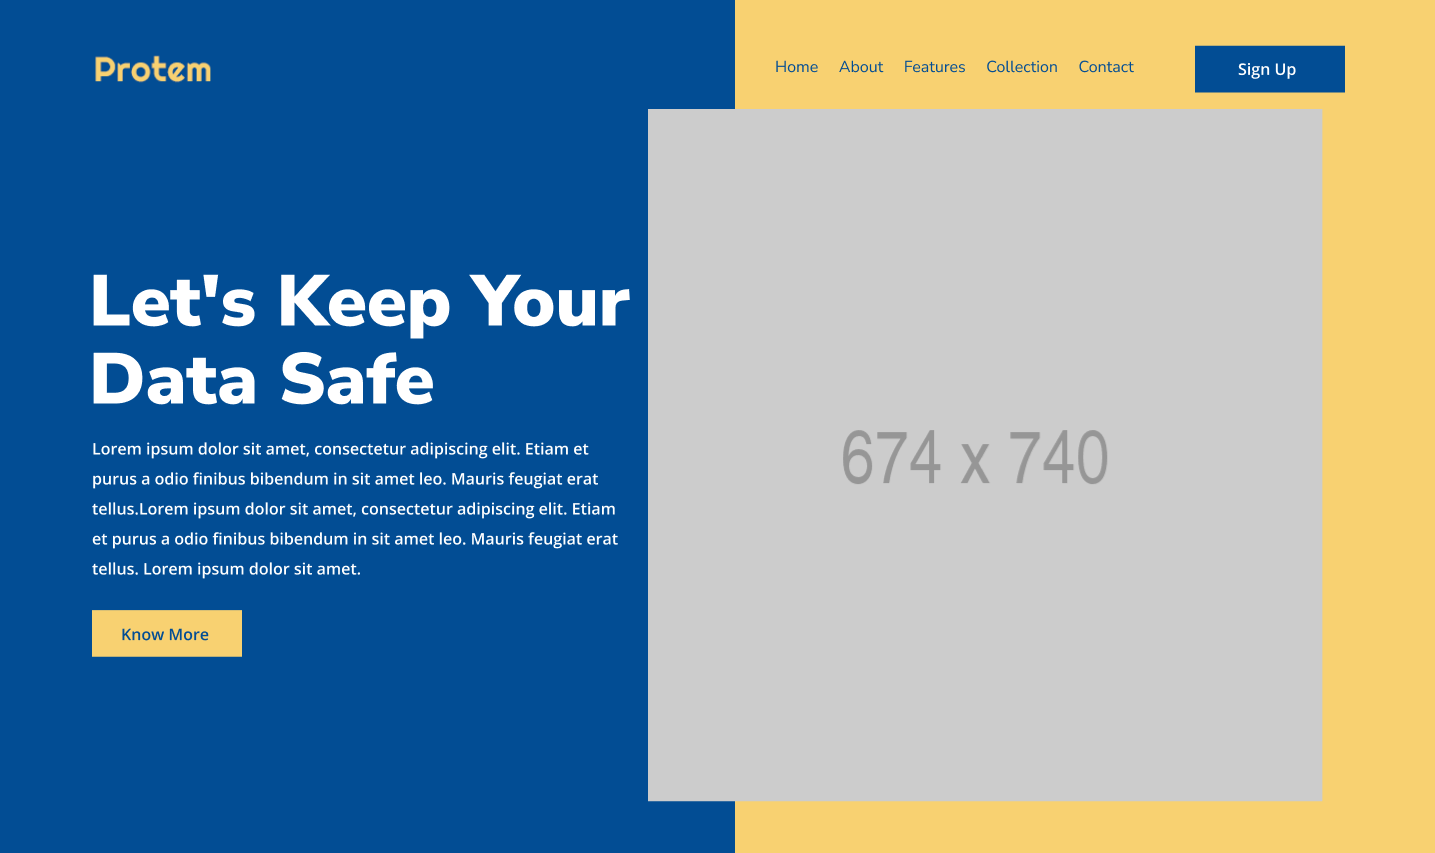 Protem
Home About Features Collection Contact Sign Up
Let's Keep Your
Data Safe
Lorem ipsum dolor sit amet, consectetur adipiscing elit. Etiam et
purus a odio finibus bibendum in sit amet leo. Mauris feugiat erat
tellus.Lorem ipsum dolor sit amet, consectetur adipiscing elit. Etiam
et purus a odio finibus bibendum in sit amet leo. Mauris feugiat erat
tellus. Lorem ipsum dolor sit amet.
Know More
674 x 740